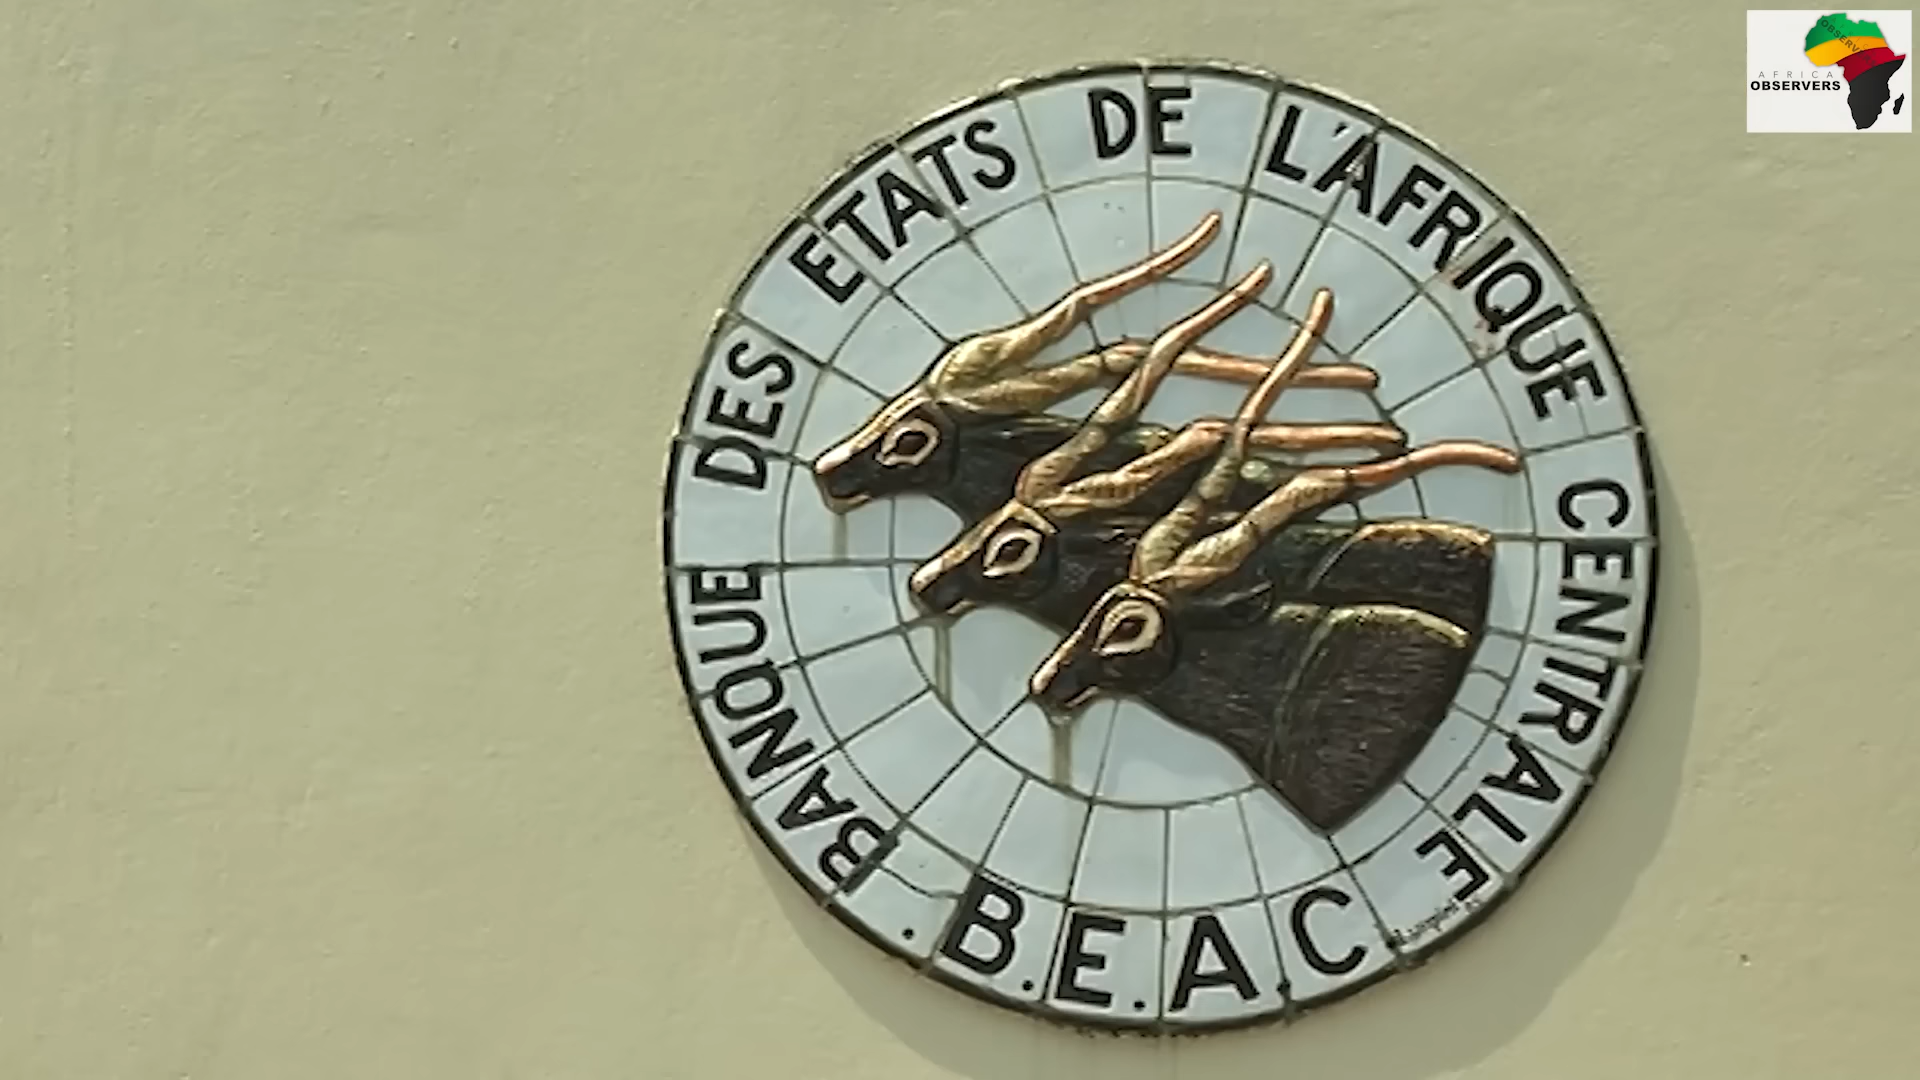 BANQUE DES ETATS DE L'AFRIQUE CENTRALE
. B.E.A.C
AFRICA
OBSERVERS